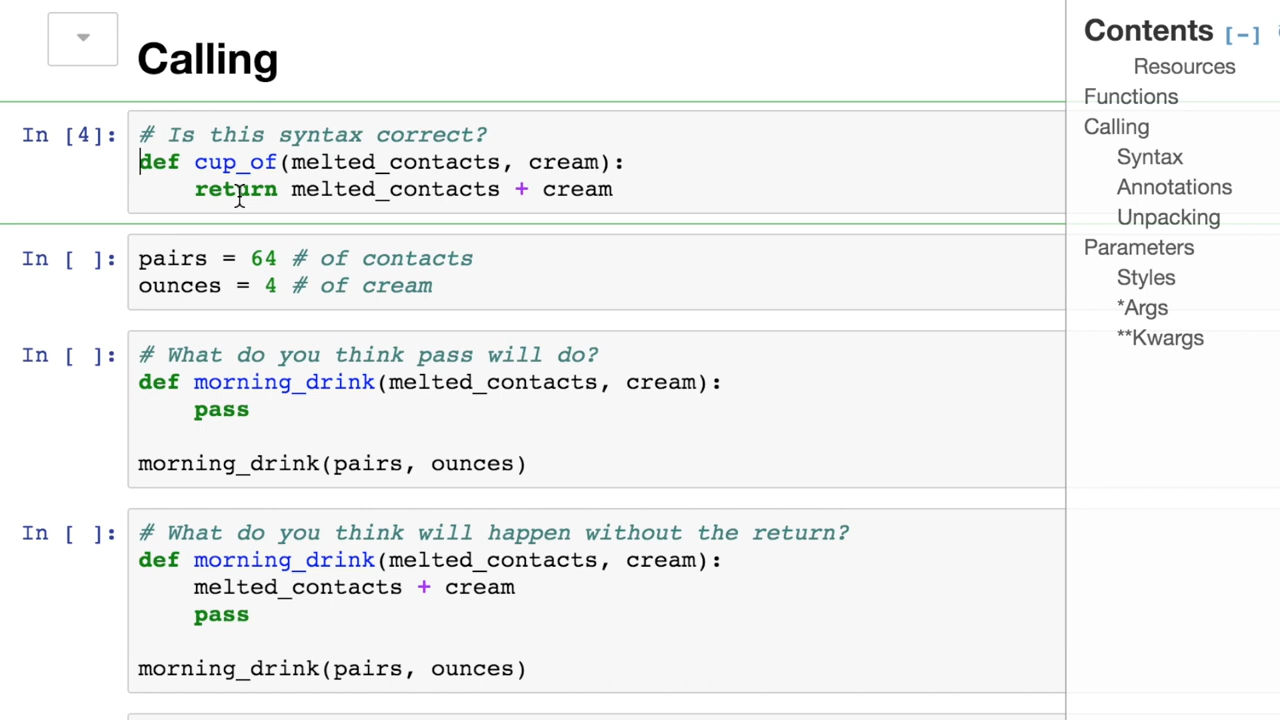 Calling
In [4]:
# Is this syntax correct?
def cup_of(melted_contacts, cream):
    return melted_contacts + cream
In [ ]:
pairs = 64 # of contacts
ounces = 4 # of cream
In [ ]:
# What do you think pass will do?
def morning_drink(melted_contacts, cream):
    pass
morning_drink(pairs, ounces)
In [ ]:
# What do you think will happen without the return?
def morning_drink(melted_contacts, cream):
    melted_contacts + cream
    pass
morning_drink(pairs, ounces)
Contents [-]
Resources
Functions
Calling
Syntax
Annotations
Unpacking
Parameters
Styles
*Args
**Kwargs